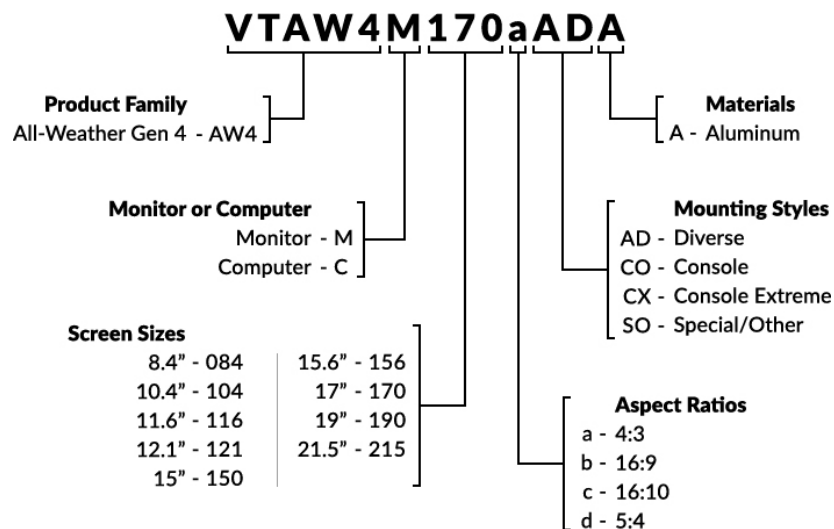 VTAW4M170aADA
Product Family
All-Weather Gen 4 - AW4
Materials
A - Aluminum
Monitor or Computer
Monitor - M
Computer - C
Mounting Styles
AD - Diverse
CO - Console
CX - Console Extreme
SO - Special/Other
Screen Sizes
8.4” - 084
10.4” - 104
11.6” - 116
12.1” - 121
15” - 150
15.6” - 156
17” - 170
19” - 190
21.5” - 215
Aspect Ratios
a - 4:3
b - 16:9
c - 16:10
d - 5:4